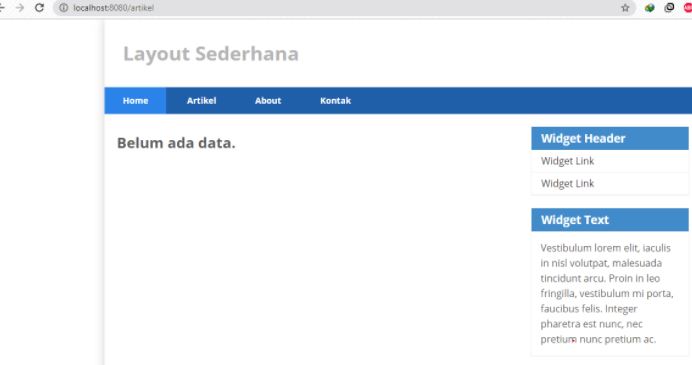 localhost:8080/artikel
Layout Sederhana
Home Artikel About Kontak
Belum ada data.
Widget Header
Widget Link
Widget Link
Widget Text
Vestibulum lorem elit, iaculis
in nisl volutpat, malesuada
tincidunt arcu. Proin in leo
fringilla, vestibulum mi porta,
faucibus felis. Integer
pharetra est nunc, nec
pretium nunc pretium ac.